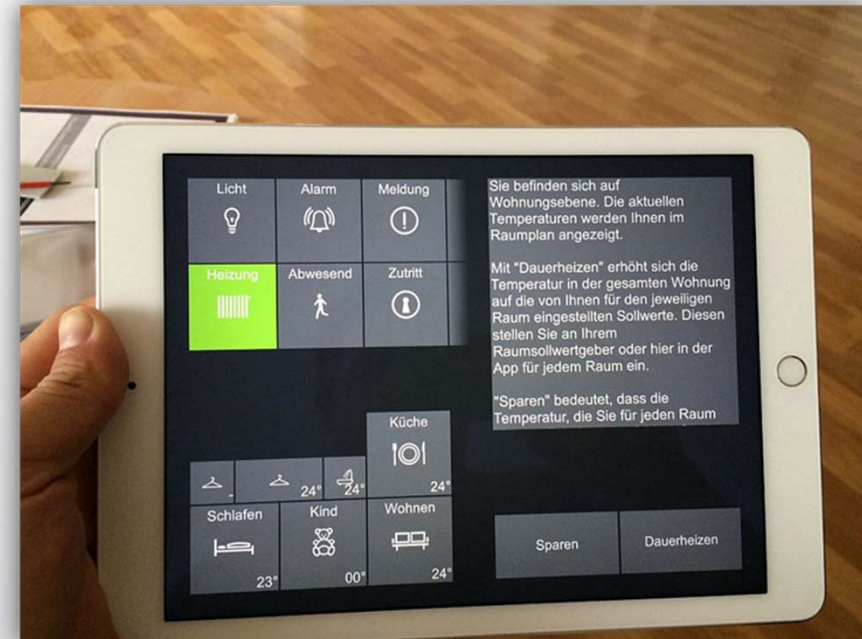 Licht
Alarm
Meldung
Heizung
Abwesend
Zutritt
Sie befinden sich auf
Wohnungsebene. Die aktuellen
Temperaturen werden Ihnen im
Raumplan angezeigt.
Mit "Dauerheizen" erhöht sich die
Temperatur in der gesamten Wohnung
auf die von Ihnen für den jeweiligen
Raum eingestellten Sollwerte. Diesen
stellen Sie an Ihrem
Raumsollwertgeber oder hier in der
App für jedem Raum ein.
"Sparen" bedeutet, dass die
Temperatur, die Sie für jeden Raum
Küche
24°
-
24°
24°
Schlafen
23°
Kind
00°
Wohnen
24°
Sparen
Dauerheizen